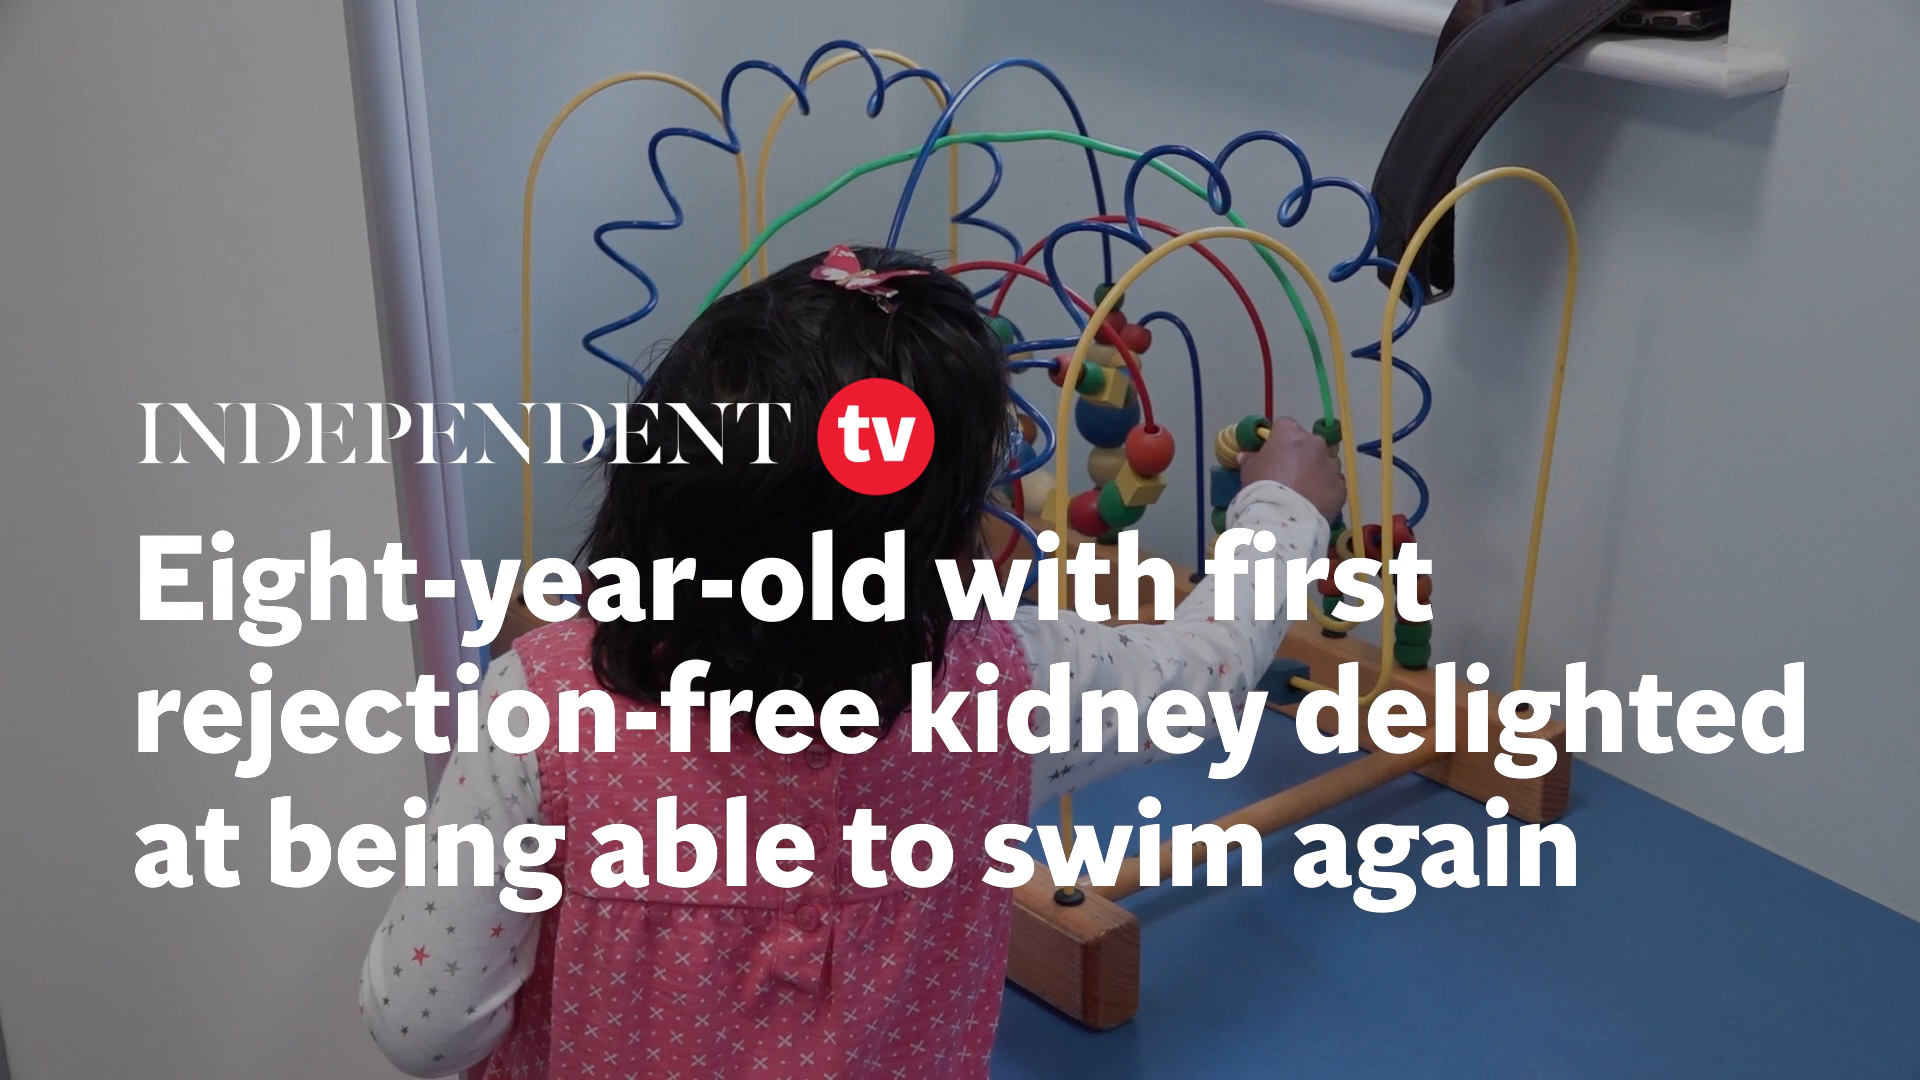 INDEPENDENT tv
Eight-year-old with first
rejection-free kidney delighted
at being able to swim again